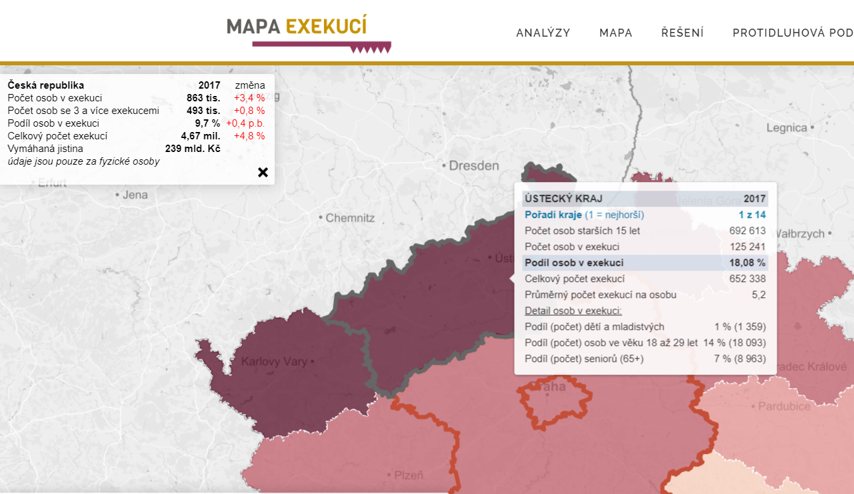 MAPA EXEKUCÍ
ANALÝZY MAPA ŘEŠENÍ PROTIDLUHOVÁ POD
Česká republika 2017 změna
Počet osob v exekuci 863 tis. +3,4 %
Počet osob se 3 a více exekucemi 493 tis. +0,8 %
Podíl osob v exekuci 9,7 % +0,4 p.b.
Celkový počet exekucí 4,67 mil. +4,8 %
Vymáhaná jistina 239 mld. Kč
údaje jsou pouze za fyzické osoby
Legnica
Dresden
Erfurt
Jena
Chemnitz
Wałbrzych
ÚSTECKÝ KRAJ 2017
Pořadí kraje (1 = nejhorší) 1 z 14
Počet osob starších 15 let 692 613
Počet osob v exekuci 125 241
Podíl osob v exekuci 18,08 %
Celkový počet exekucí 652 338
Průměrný počet exekucí na osobu 5,2
Detail osob v exekuci:
Podíl (počet) dětí a mladistvých 1 % (1 359)
Podíl (počet) osob ve věku 18 až 29 let 14 % (18 093)
Podíl (počet) seniorů (65+) 7 % (8 963)
Karlovy Vary
radec Králové
Praha
Pardubice
Plzeň